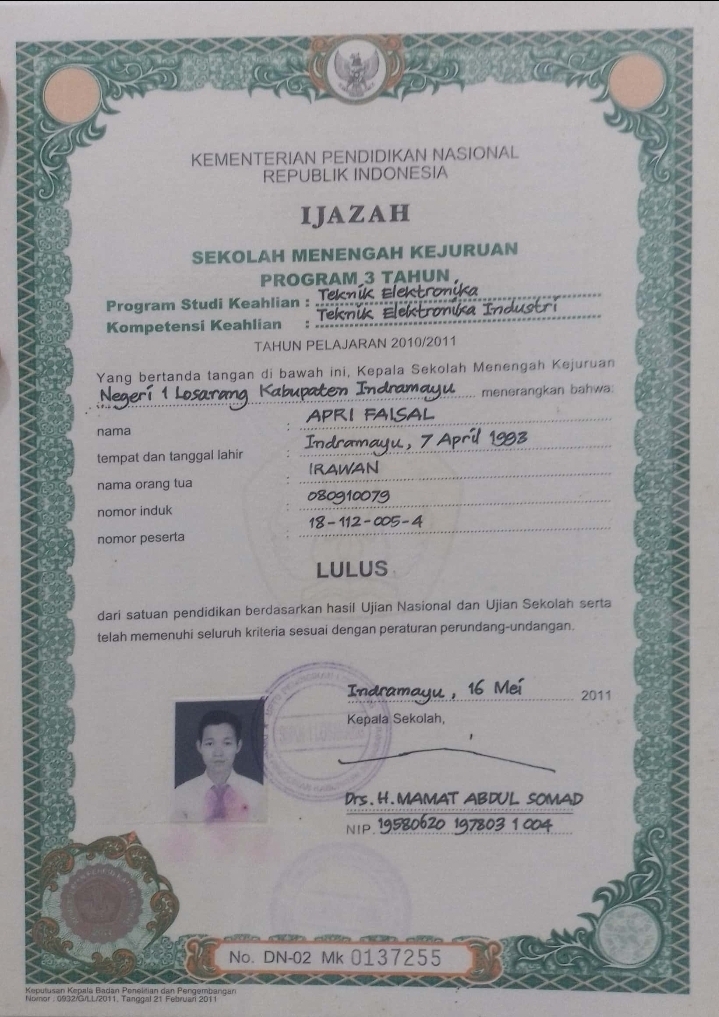 KEMENTERIAN PENDIDIKAN NASIONAL
REPUBLIK INDONESIA
IJAZAH
SEKOLAH MENENGAH KEJURUAN
PROGRAM 3 TAHUN
Program Studi Keahlian : Teknik Elektronika
Kompetensi Keahlian : Teknik Elektronika Industri
TAHUN PELAJARAN 2010/2011
Yang bertanda tangan di bawah ini, Kepala Sekolah Menengah Kejuruan
Negeri 1 Losarang Kabupaten Indramayu menerangkan bahwa:
nama : APRI FAISAL
tempat dan tanggal lahir : Indramayu, 7 April 1993
nama orang tua : IRAWAN
nomor induk : 080910079
nomor peserta : 18-112-005-4
LULUS
dari satuan pendidikan berdasarkan hasil Ujian Nasional dan Ujian Sekolah serta
telah memenuhi seluruh kriteria sesuai dengan peraturan perundang-undangan.
Indramayu, 16 Mei 2011
Kepala Sekolah,
Drs. H. MAMAT ABDUL SOMAD
NIP. 19580620 197803 1 004
No. DN-02 Mk 0137255
Keputusan Kepala Badan Penelitian dan Pengembangan
Nomor : 0932/G/LL/2011, Tanggal 21 Februari 2011